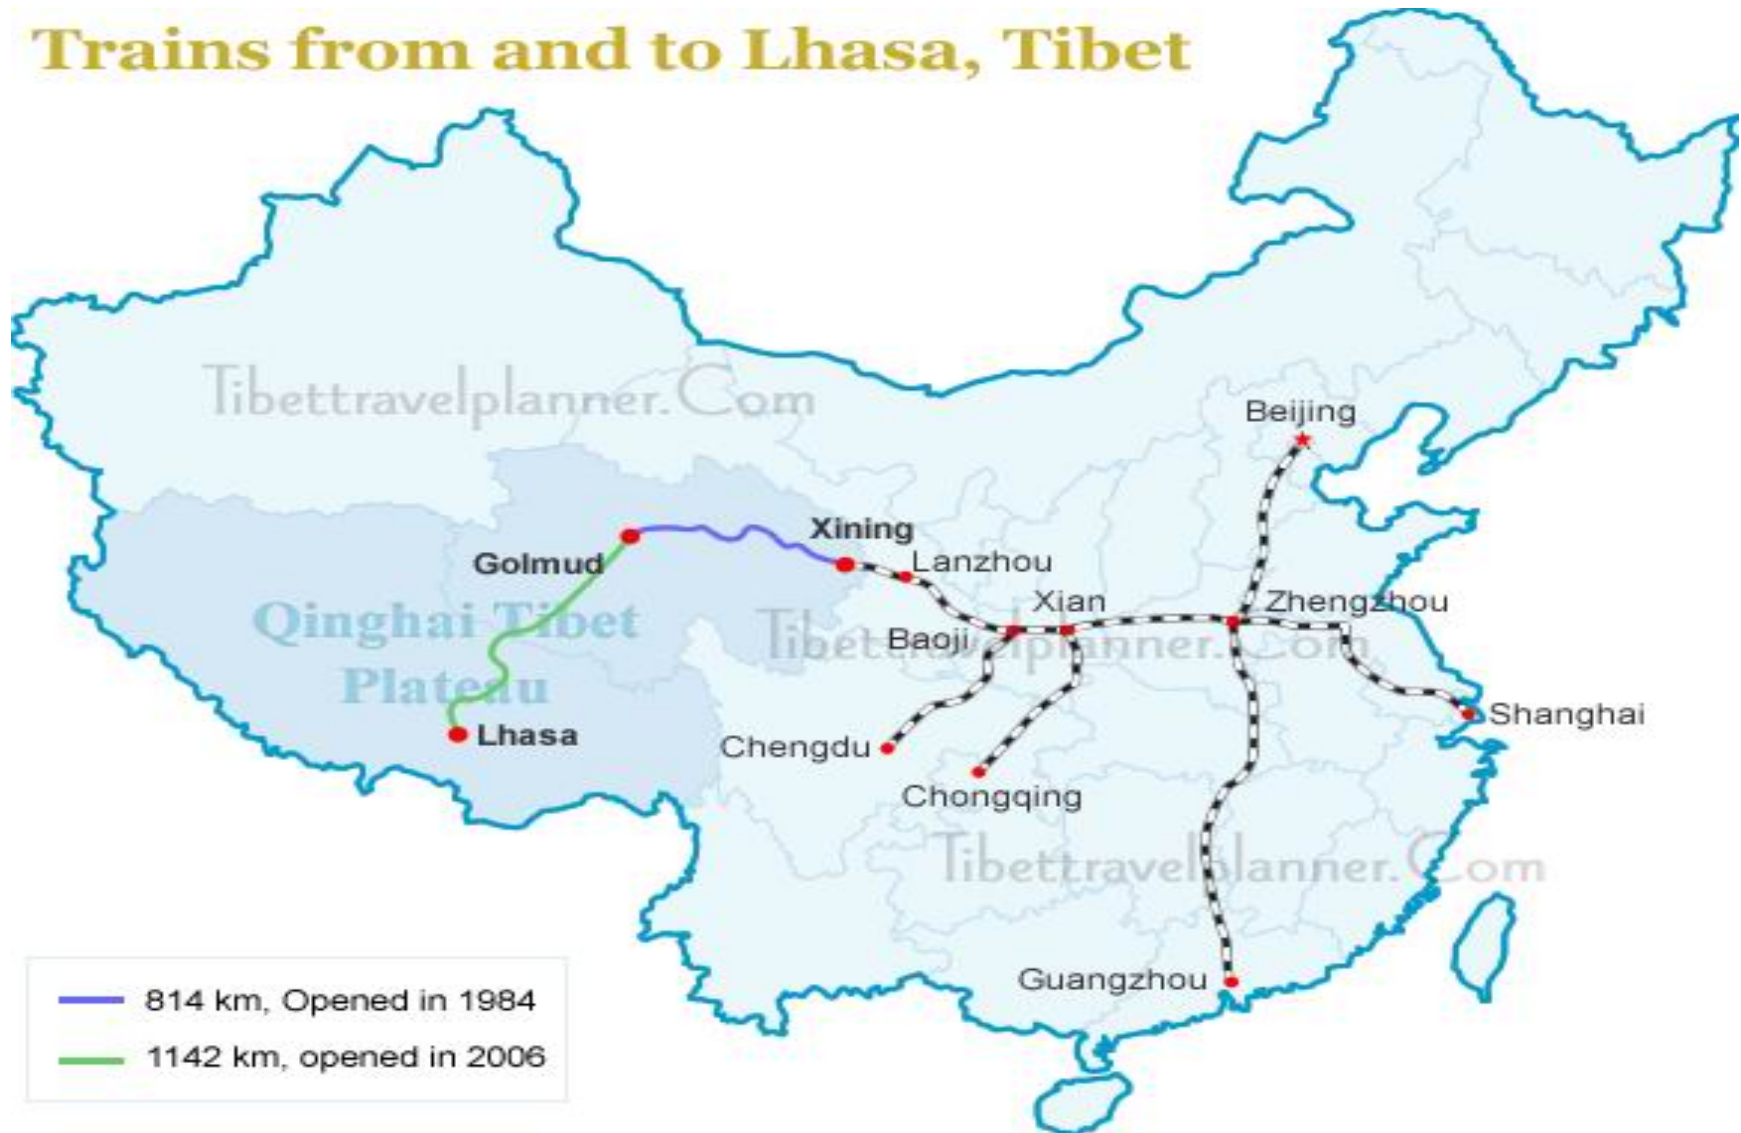 Trains from and to Lhasa, Tibet
Tibettravelplanner.Com
Beijing
Xining
Golmud
Lanzhou
Xian
Zhengzhou
Qinghai Tibet
Plateau
Baoji
Tibettravelplanner.Com
Lhasa
Shanghai
Chengdu
Chongqing
Tibettravelplanner.Com
Guangzhou
814 km, Opened in 1984
1142 km, opened in 2006